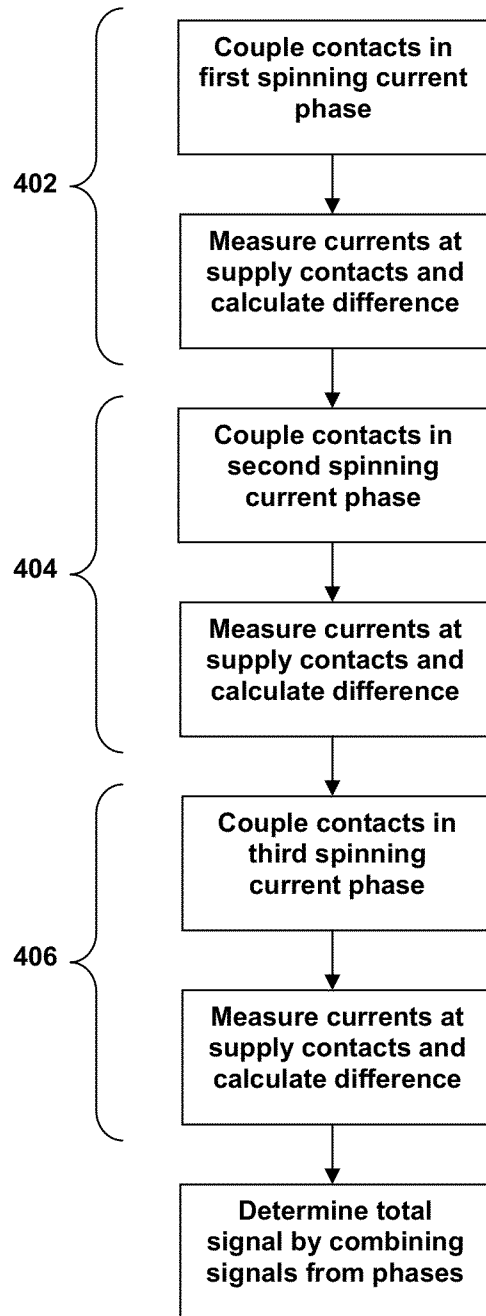 Couple contacts in
first spinning current
phase
402
Measure currents at
supply contacts and
calculate difference
Couple contacts in
second spinning
current phase
404
Measure currents at
supply contacts and
calculate difference
Couple contacts in
third spinning
current phase
406
Measure currents at
supply contacts and
calculate difference
Determine total
signal by combining
signals from phases